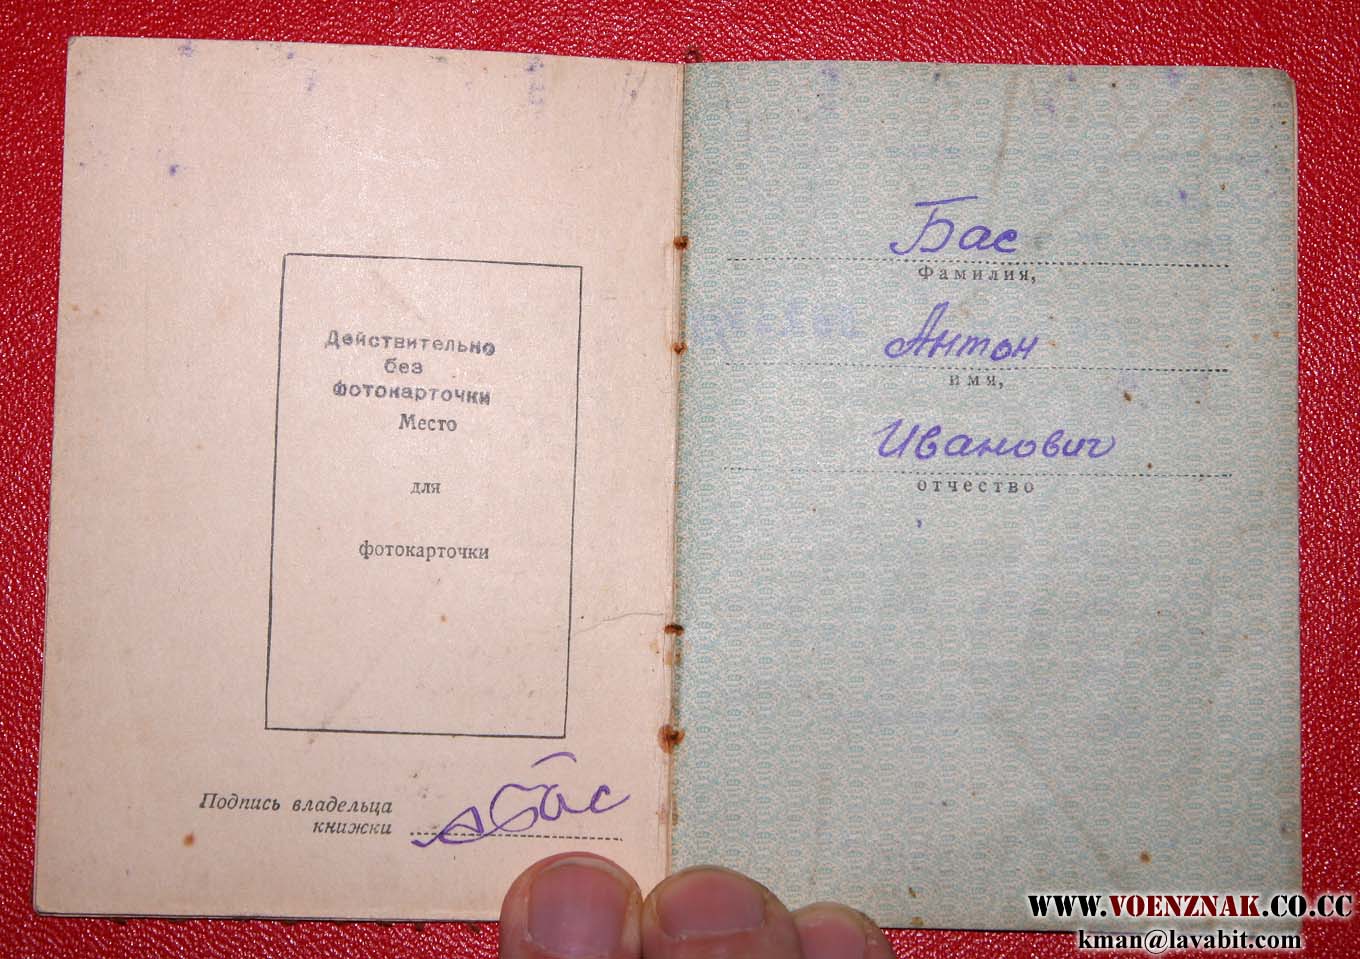 Действительно
без
фотокарточки
Место
для
фотокарточки
Подпись владельца
книжки
АБас
Бас
Фамилия,
Антон
имя,
Иванович
отчество
WWW.VOENZNAK.CO.CC
kman@lavabit.com